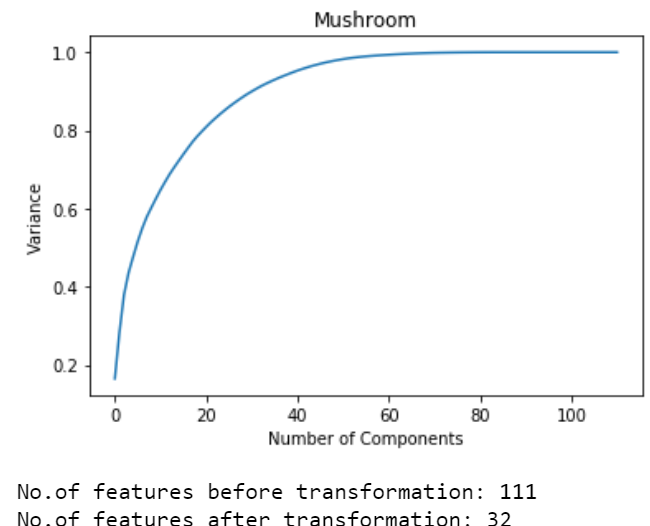 Mushroom
1.0
0.8
0.6
0.4
0.2
Variance
0 20 40 60 80 100
Number of Components
No.of features before transformation: 111
No.of features after transformation: 32